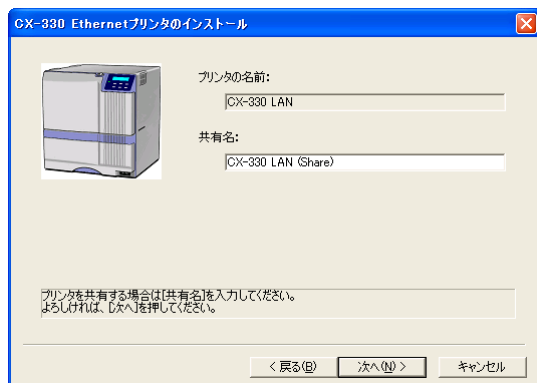 CX-330 Ethernetプリンタのインストール
プリンタの名前:
CX-330 LAN
共有名:
CX-330 LAN (Share)
プリンタを共有する場合は[共有名]を入力してください。
よろしければ、[次へ]を押してください。
< 戻る(B) 次へ(N) > キャンセル